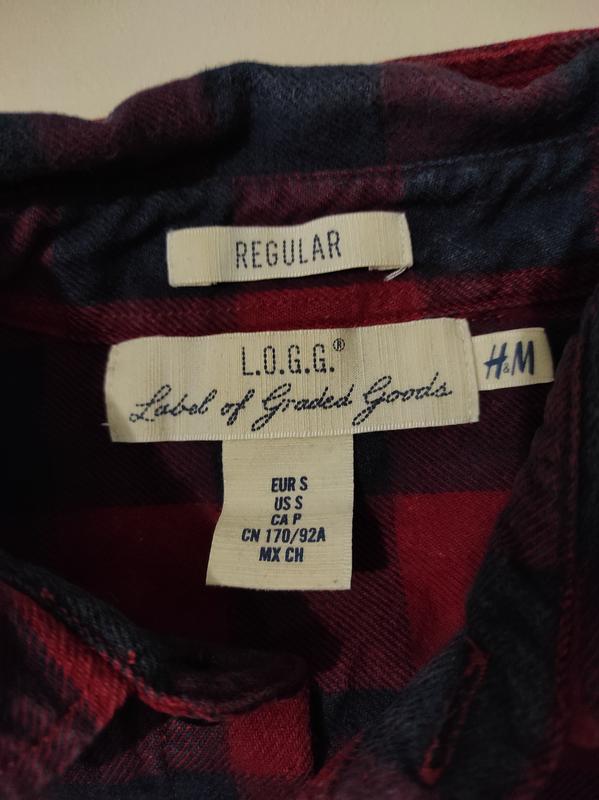 REGULAR
L.O.G.G.®
Label of Graded Goods
H&M
EUR S
US S
CA P
CN 170/92A
MX CH